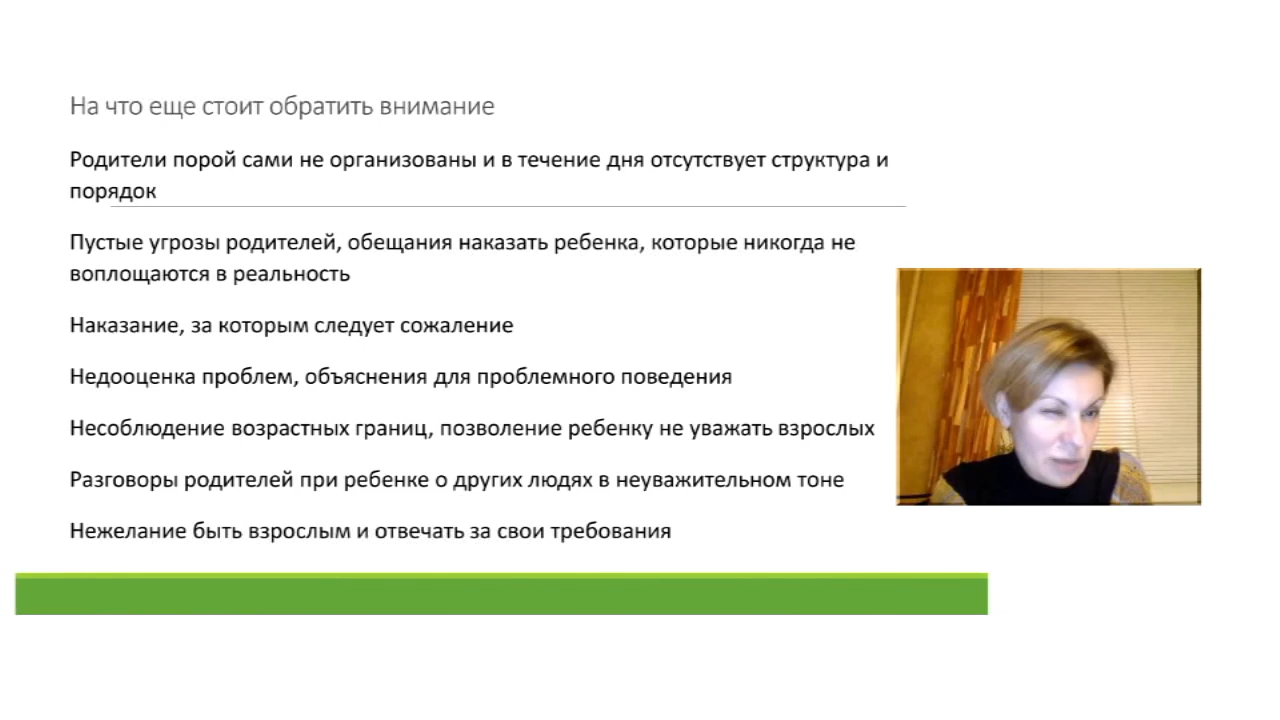 На что еще стоит обратить внимание
Родители порой сами не организованы и в течение дня отсутствует структура и
порядок
Пустые угрозы родителей, обещания наказать ребенка, которые никогда не
воплощаются в реальность
Наказание, за которым следует сожаление
Недооценка проблем, объяснения для проблемного поведения
Несоблюдение возрастных границ, позволение ребенку не уважать взрослых
Разговоры родителей при ребенке о других людях в неуважительном тоне
Нежелание быть взрослым и отвечать за свои требования